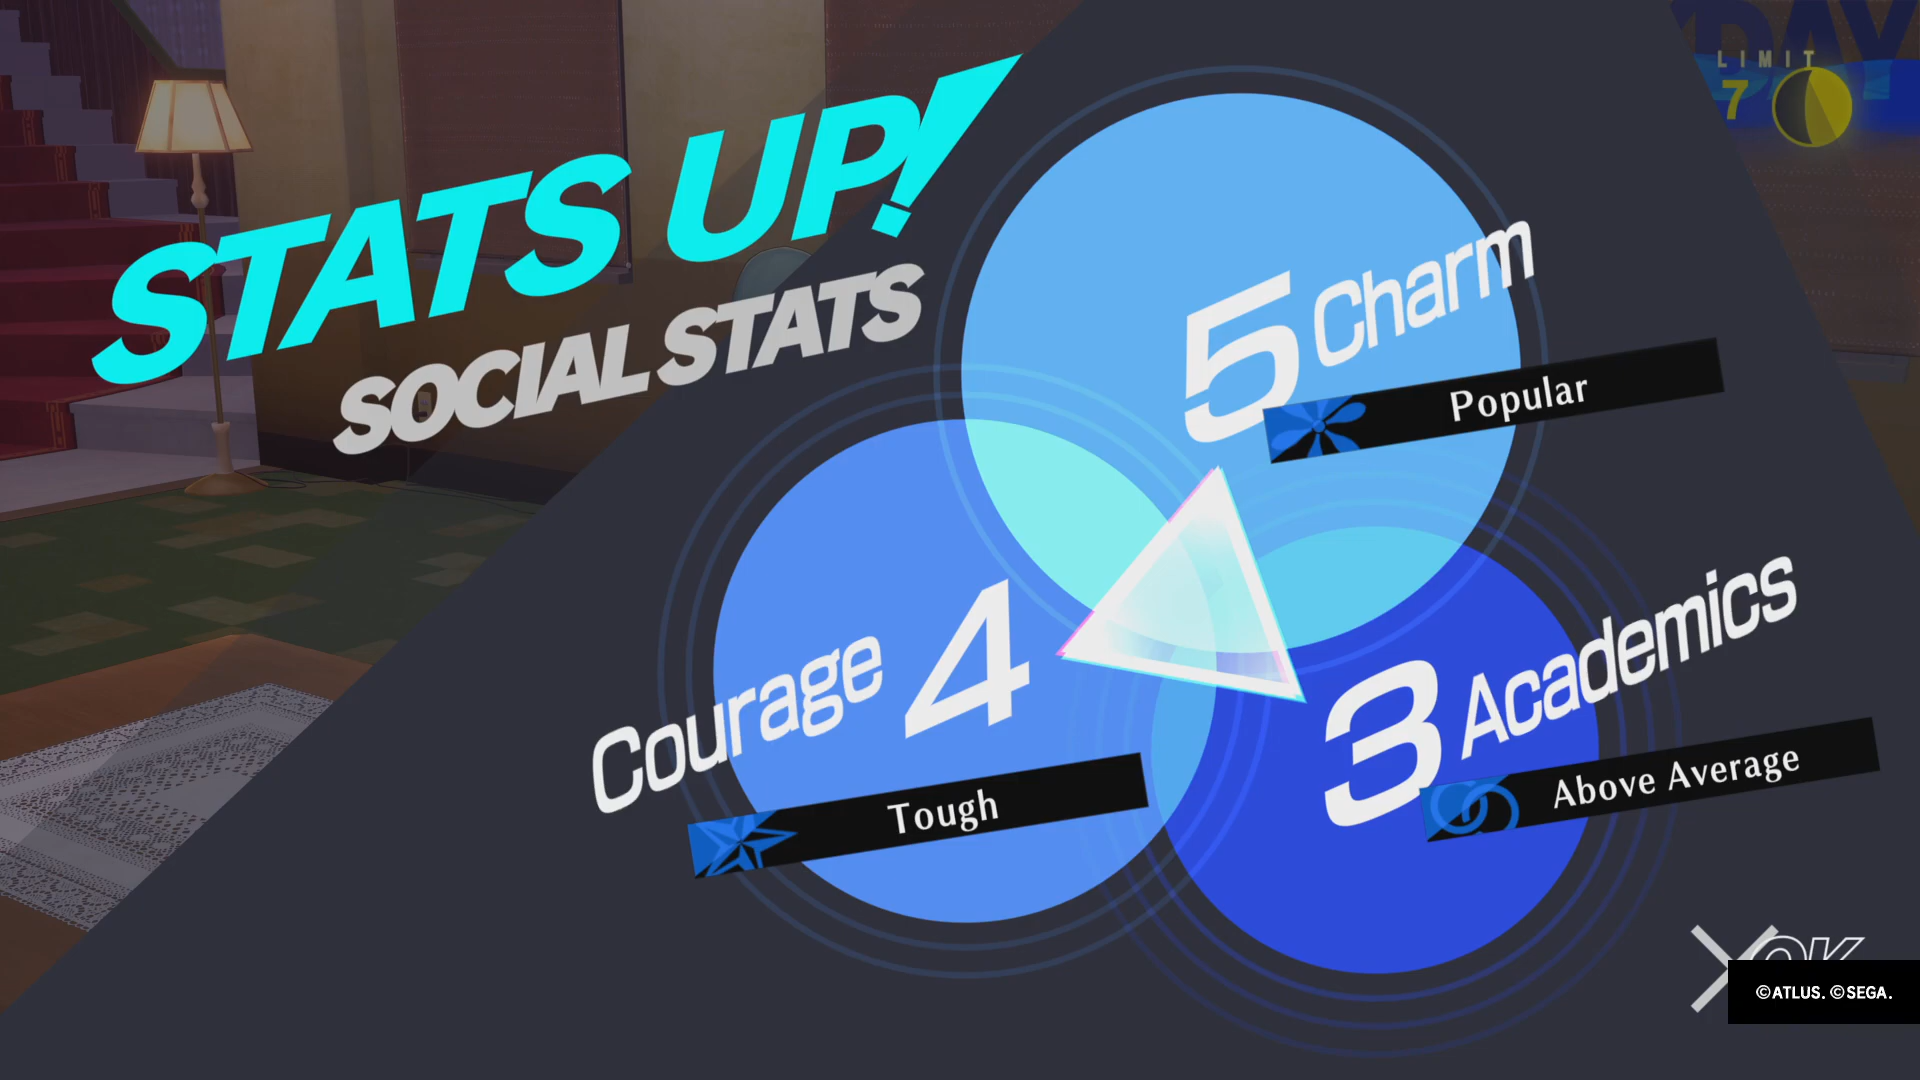 DAY
LIMIT
7
STATS UP!
SOCIAL STATS
5 Charm
Popular
Courage 4
Tough
3 Academics
Above Average
OK
©ATLUS. ©SEGA.